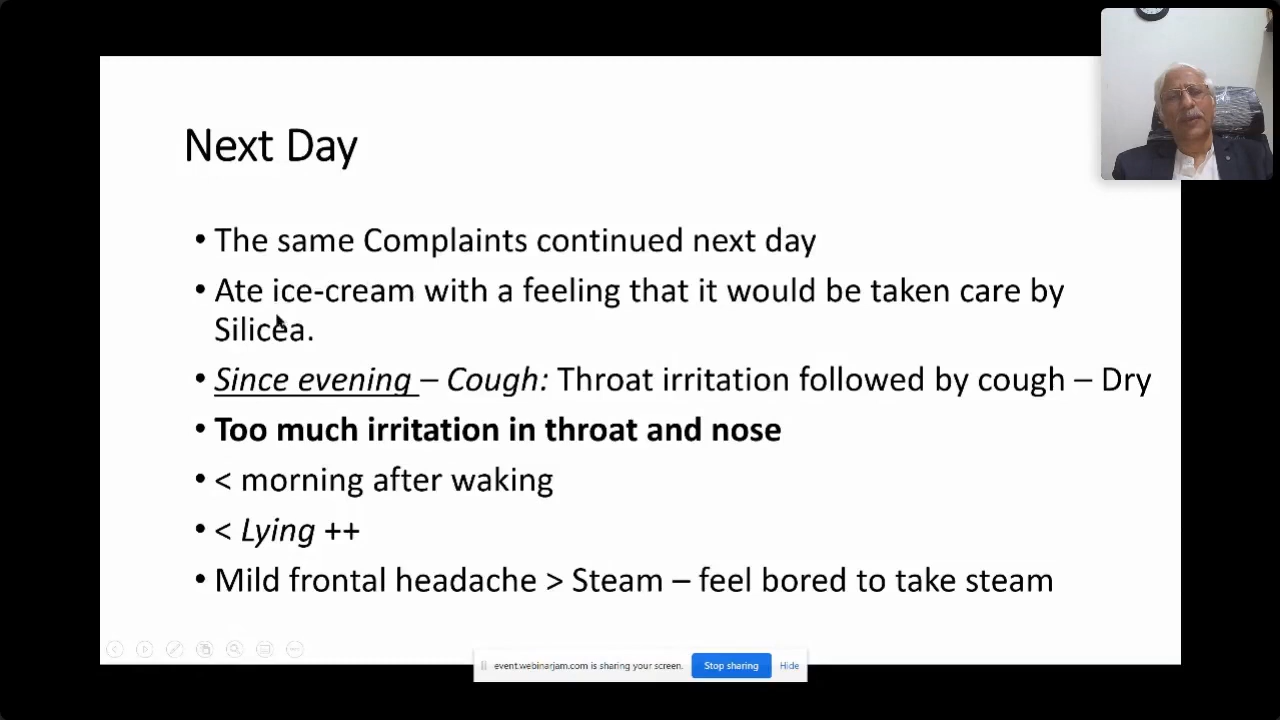 Next Day
• The same Complaints continued next day
• Ate ice-cream with a feeling that it would be taken care by
Silicea.
• Since evening – Cough: Throat irritation followed by cough – Dry
• Too much irritation in throat and nose
• < morning after waking
• < Lying ++
• Mild frontal headache > Steam – feel bored to take steam
event.webinarjam.com is sharing your screen. Stop sharing Hide